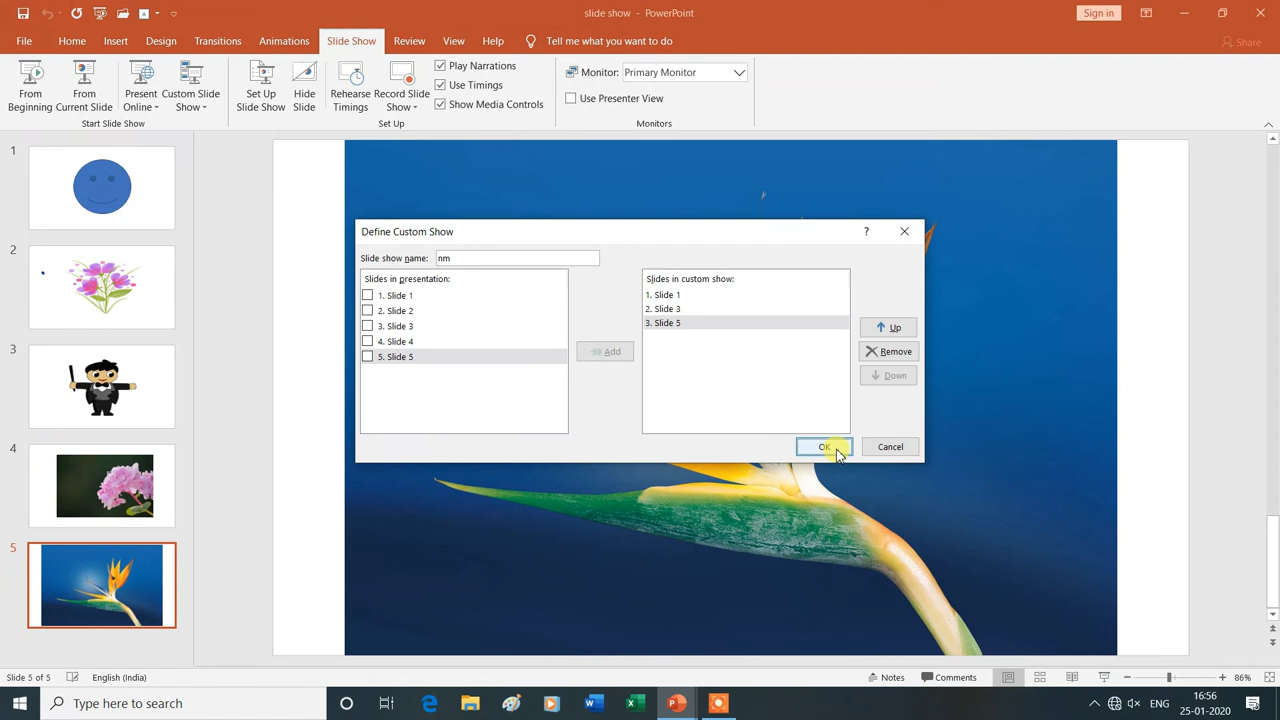 slide show - PowerPoint
Sign in
File Home Insert Design Transitions Animations Slide Show Review View Help Tell me what you want to do
Share
From Beginning
From Current Slide
Present Online
Custom Slide Show
Set Up Slide Show
Hide Slide
Rehearse Timings
Record Slide Show
Play Narrations
Use Timings
Show Media Controls
Monitor: Primary Monitor
Use Presenter View
Start Slide Show
Set Up
Monitors
1
2
3
4
5
Define Custom Show
?
Slide show name: nm
Slides in presentation:
1. Slide 1
2. Slide 2
3. Slide 3
4. Slide 4
5. Slide 5
Add
Slides in custom show:
1. Slide 1
2. Slide 3
3. Slide 5
Up
Remove
Down
OK
Cancel
Slide 5 of 5
English (India)
Notes
Comments
86%
Type here to search
ENG
16:56
25-01-2020